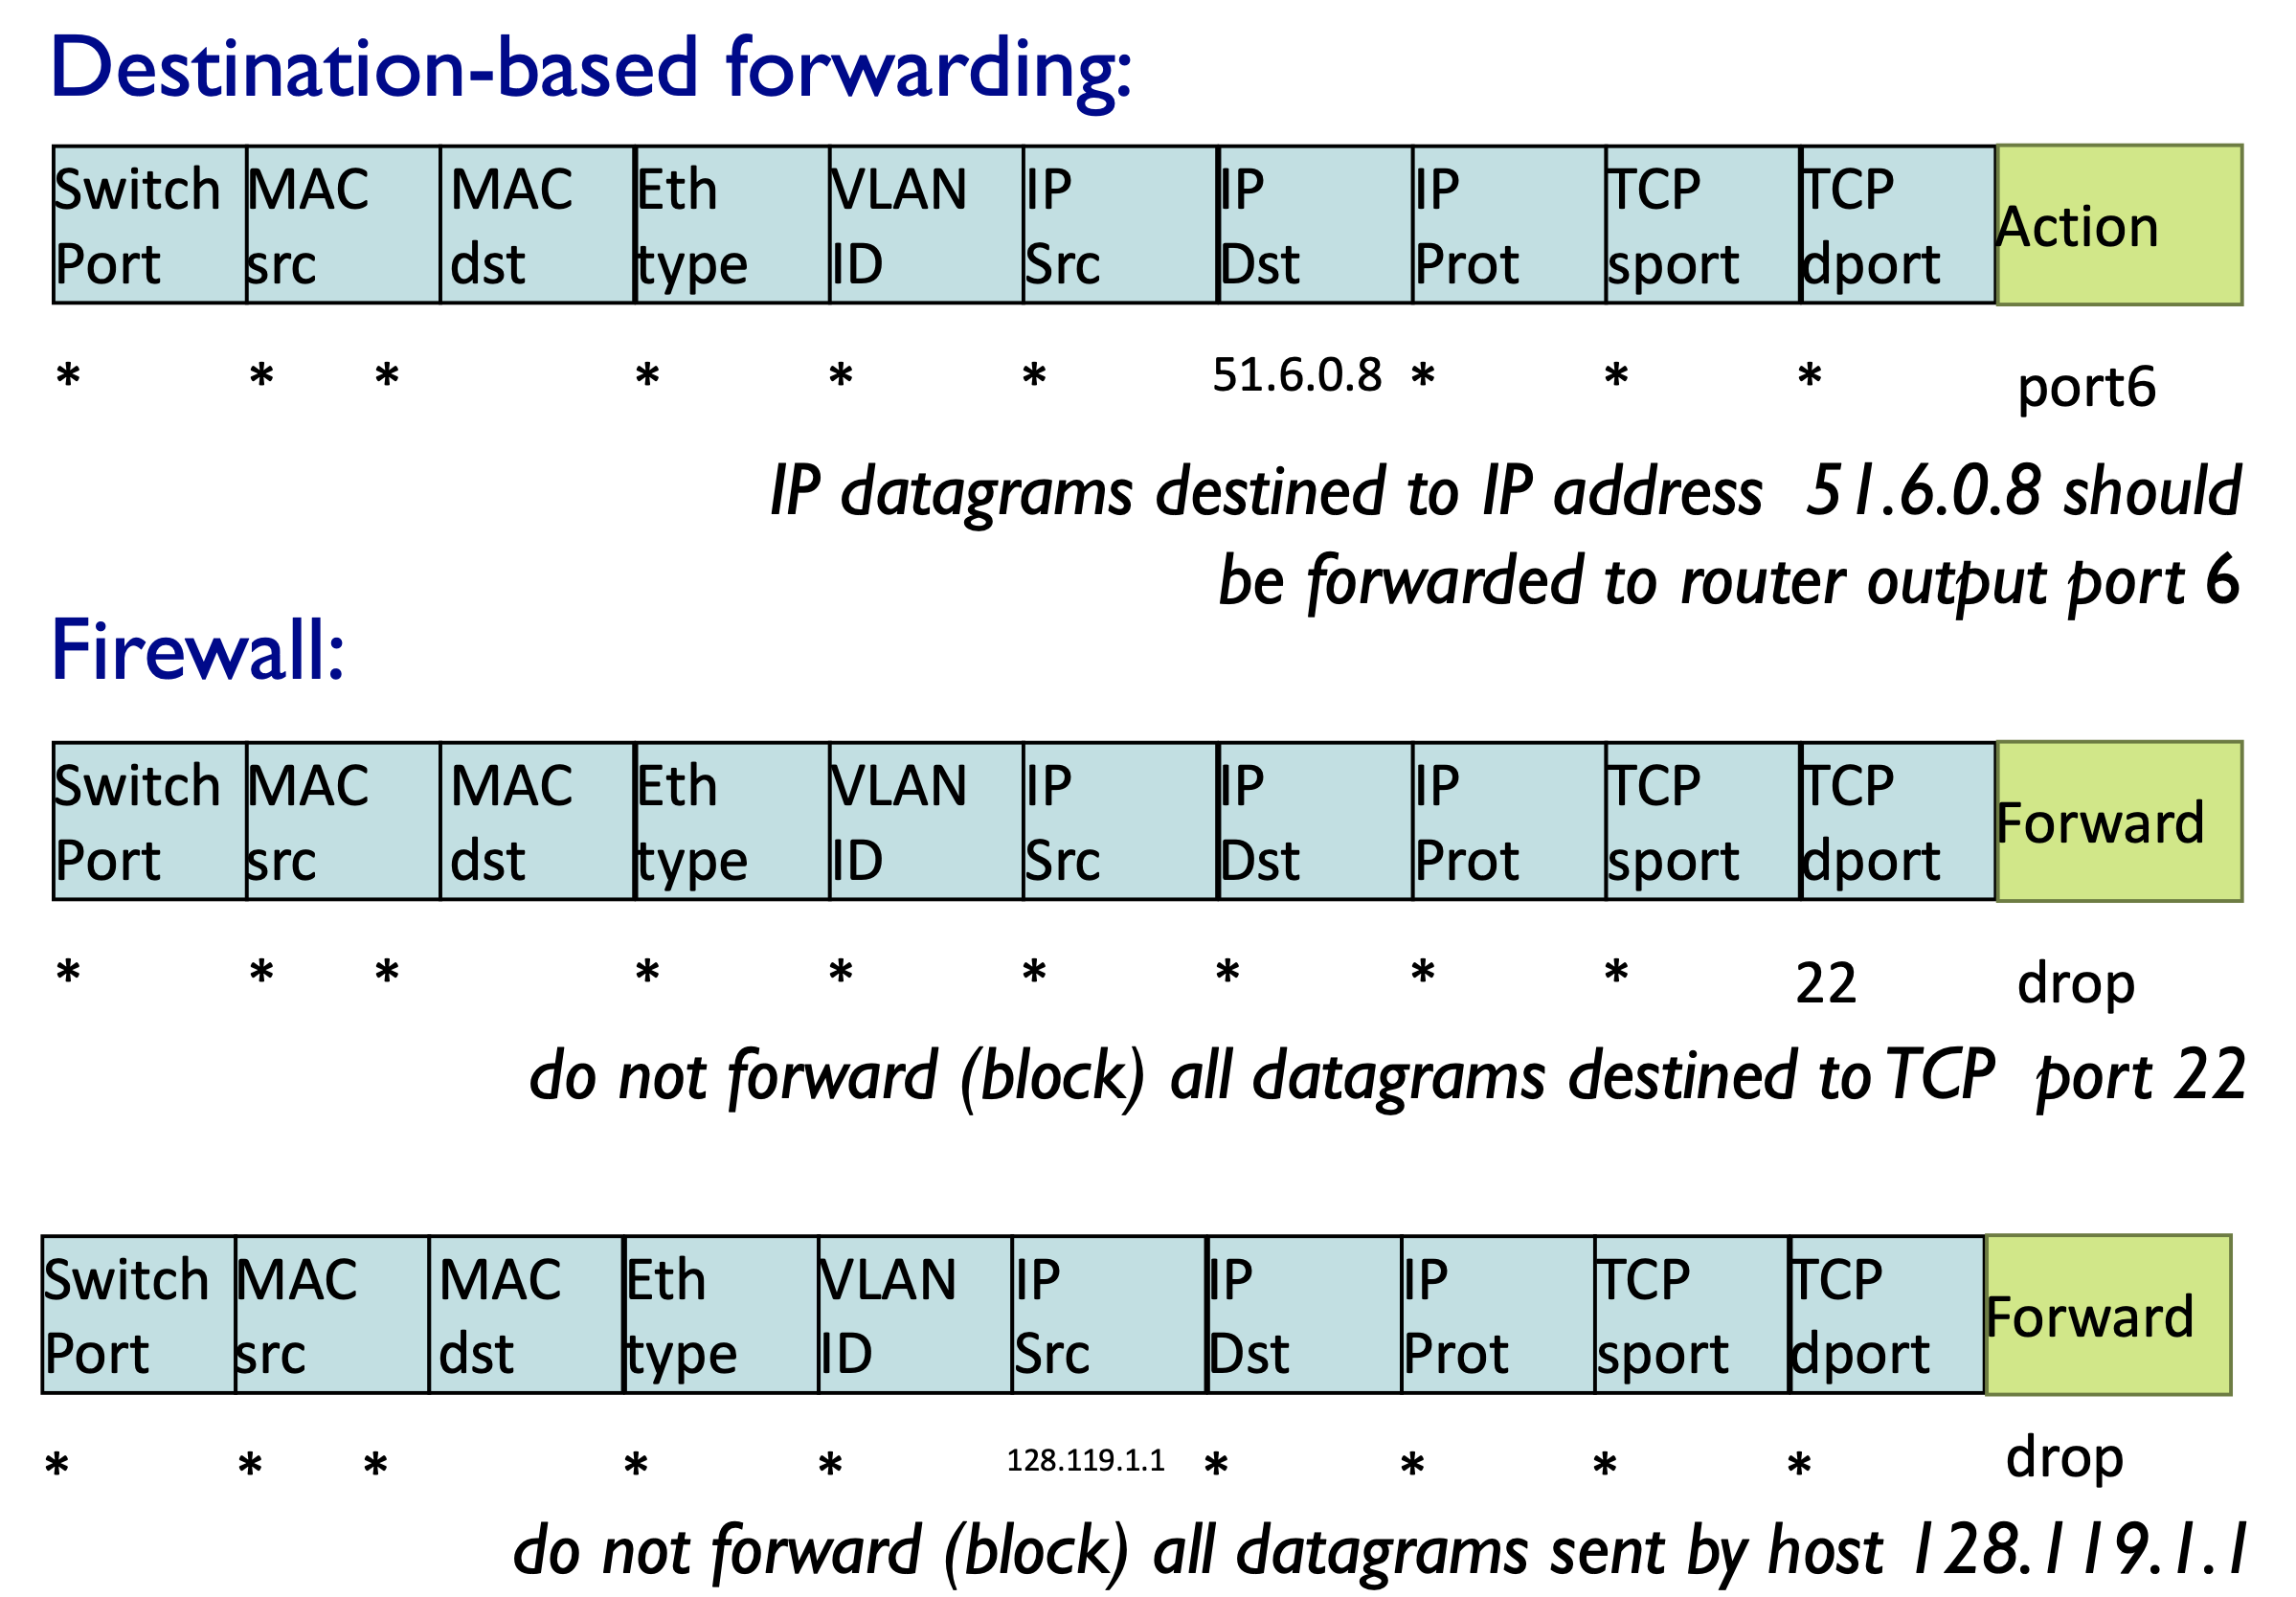 Destination-based forwarding:
Switch Port MAC src MAC dst Eth type VLAN ID IP Src IP Dst IP Prot TCP sport TCP dport Action
* * * * * * 51.6.0.8 * * * port6
IP datagrams destined to IP address 51.6.0.8 should
be forwarded to router output port 6
Firewall:
Switch Port MAC src MAC dst Eth type VLAN ID IP Src IP Dst IP Prot TCP sport TCP dport Forward
* * * * * * * * * 22 drop
do not forward (block) all datagrams destined to TCP port 22
Switch Port MAC src MAC dst Eth type VLAN ID IP Src IP Dst IP Prot TCP sport TCP dport Forward
* * * * * 128.119.1.1 * * * * drop
do not forward (block) all datagrams sent by host 128.119.1.1